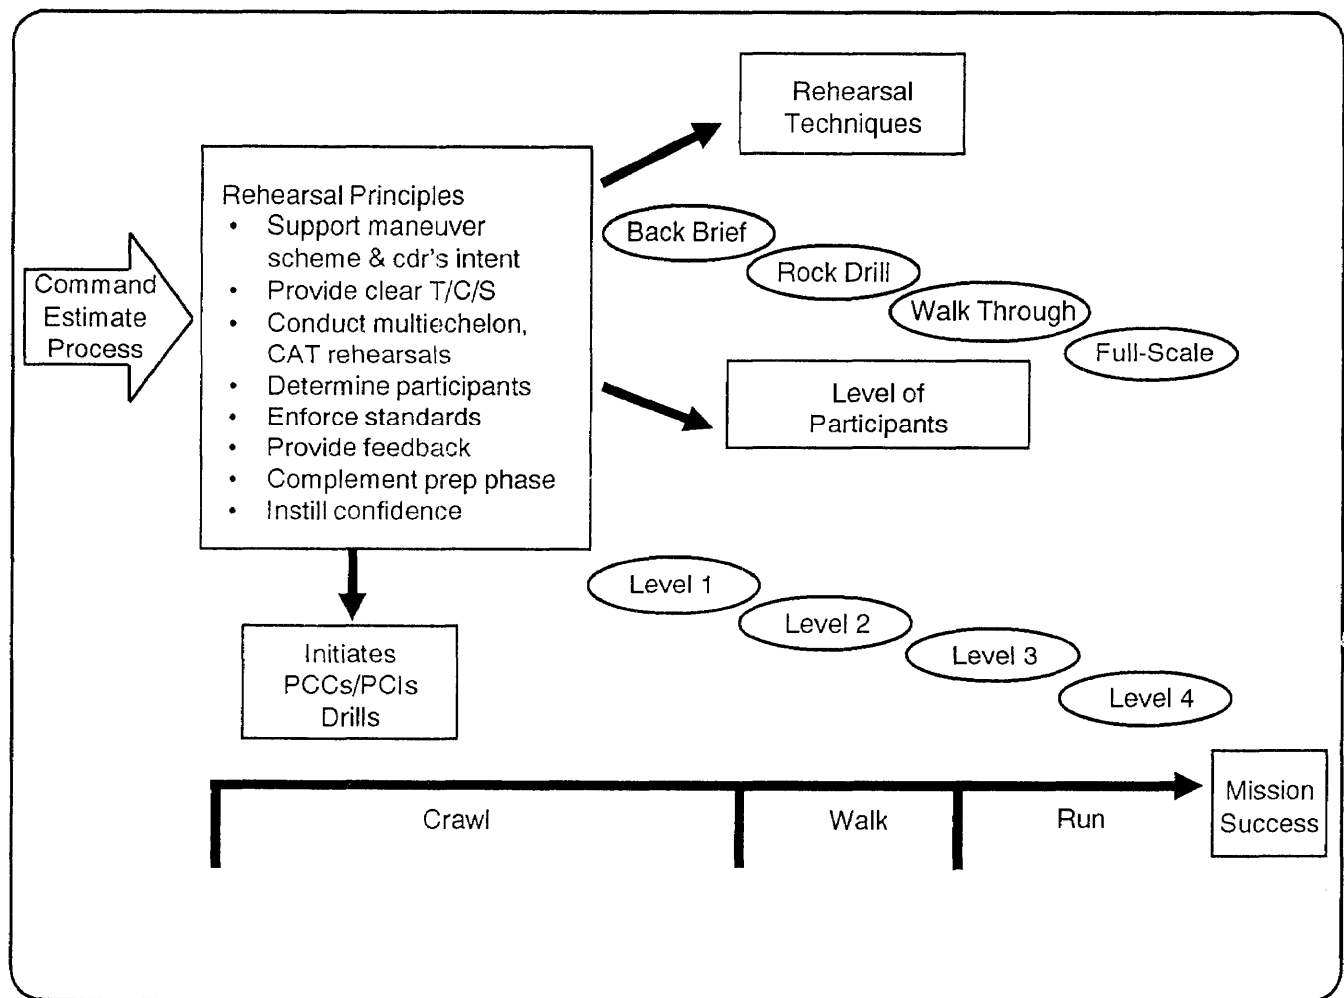 Command
Estimate
Process
Rehearsal Principles
• Support maneuver
scheme & cdr's intent
• Provide clear T/C/S
• Conduct multiechelon,
CAT rehearsals
• Determine participants
• Enforce standards
• Provide feedback
• Complement prep phase
• Instill confidence
Initiates
PCCs/PCIs
Drills
Rehearsal
Techniques
Back Brief
Rock Drill
Walk Through
Full-Scale
Level of
Participants
Level 1
Level 2
Level 3
Level 4
Crawl
Walk
Run
Mission
Success